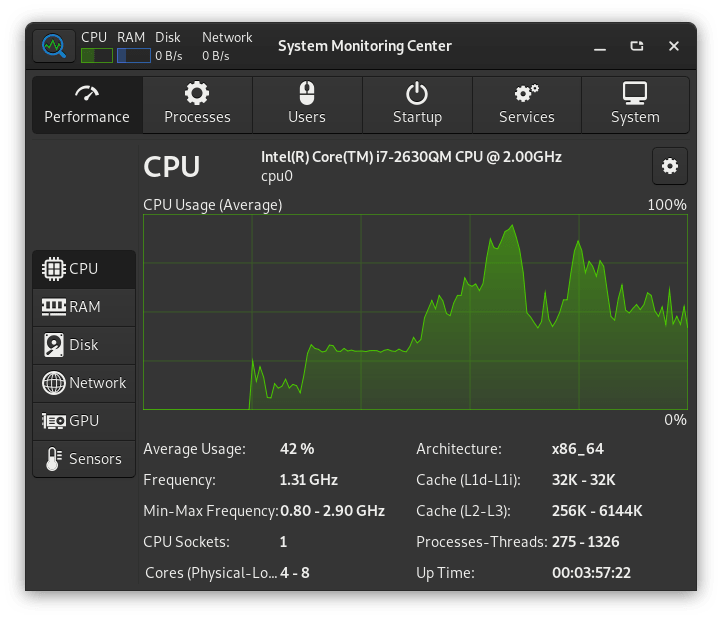 CPU RAM Disk Network
0 B/s 0 B/s
System Monitoring Center
Performance Processes Users Startup Services System
CPU
Intel(R) Core(TM) i7-2630QM CPU @ 2.00GHz
cpu0
CPU Usage (Average) 100%
CPU
RAM
Disk
Network
GPU
Sensors
0%
Average Usage: 42 % Architecture: x86_64
Frequency: 1.31 GHz Cache (L1d-L1i): 32K - 32K
Min-Max Frequency: 0.80 - 2.90 GHz Cache (L2-L3): 256K - 6144K
CPU Sockets: 1 Processes-Threads: 275 - 1326
Cores (Physical-Lo... 4 - 8 Up Time: 00:03:57:22